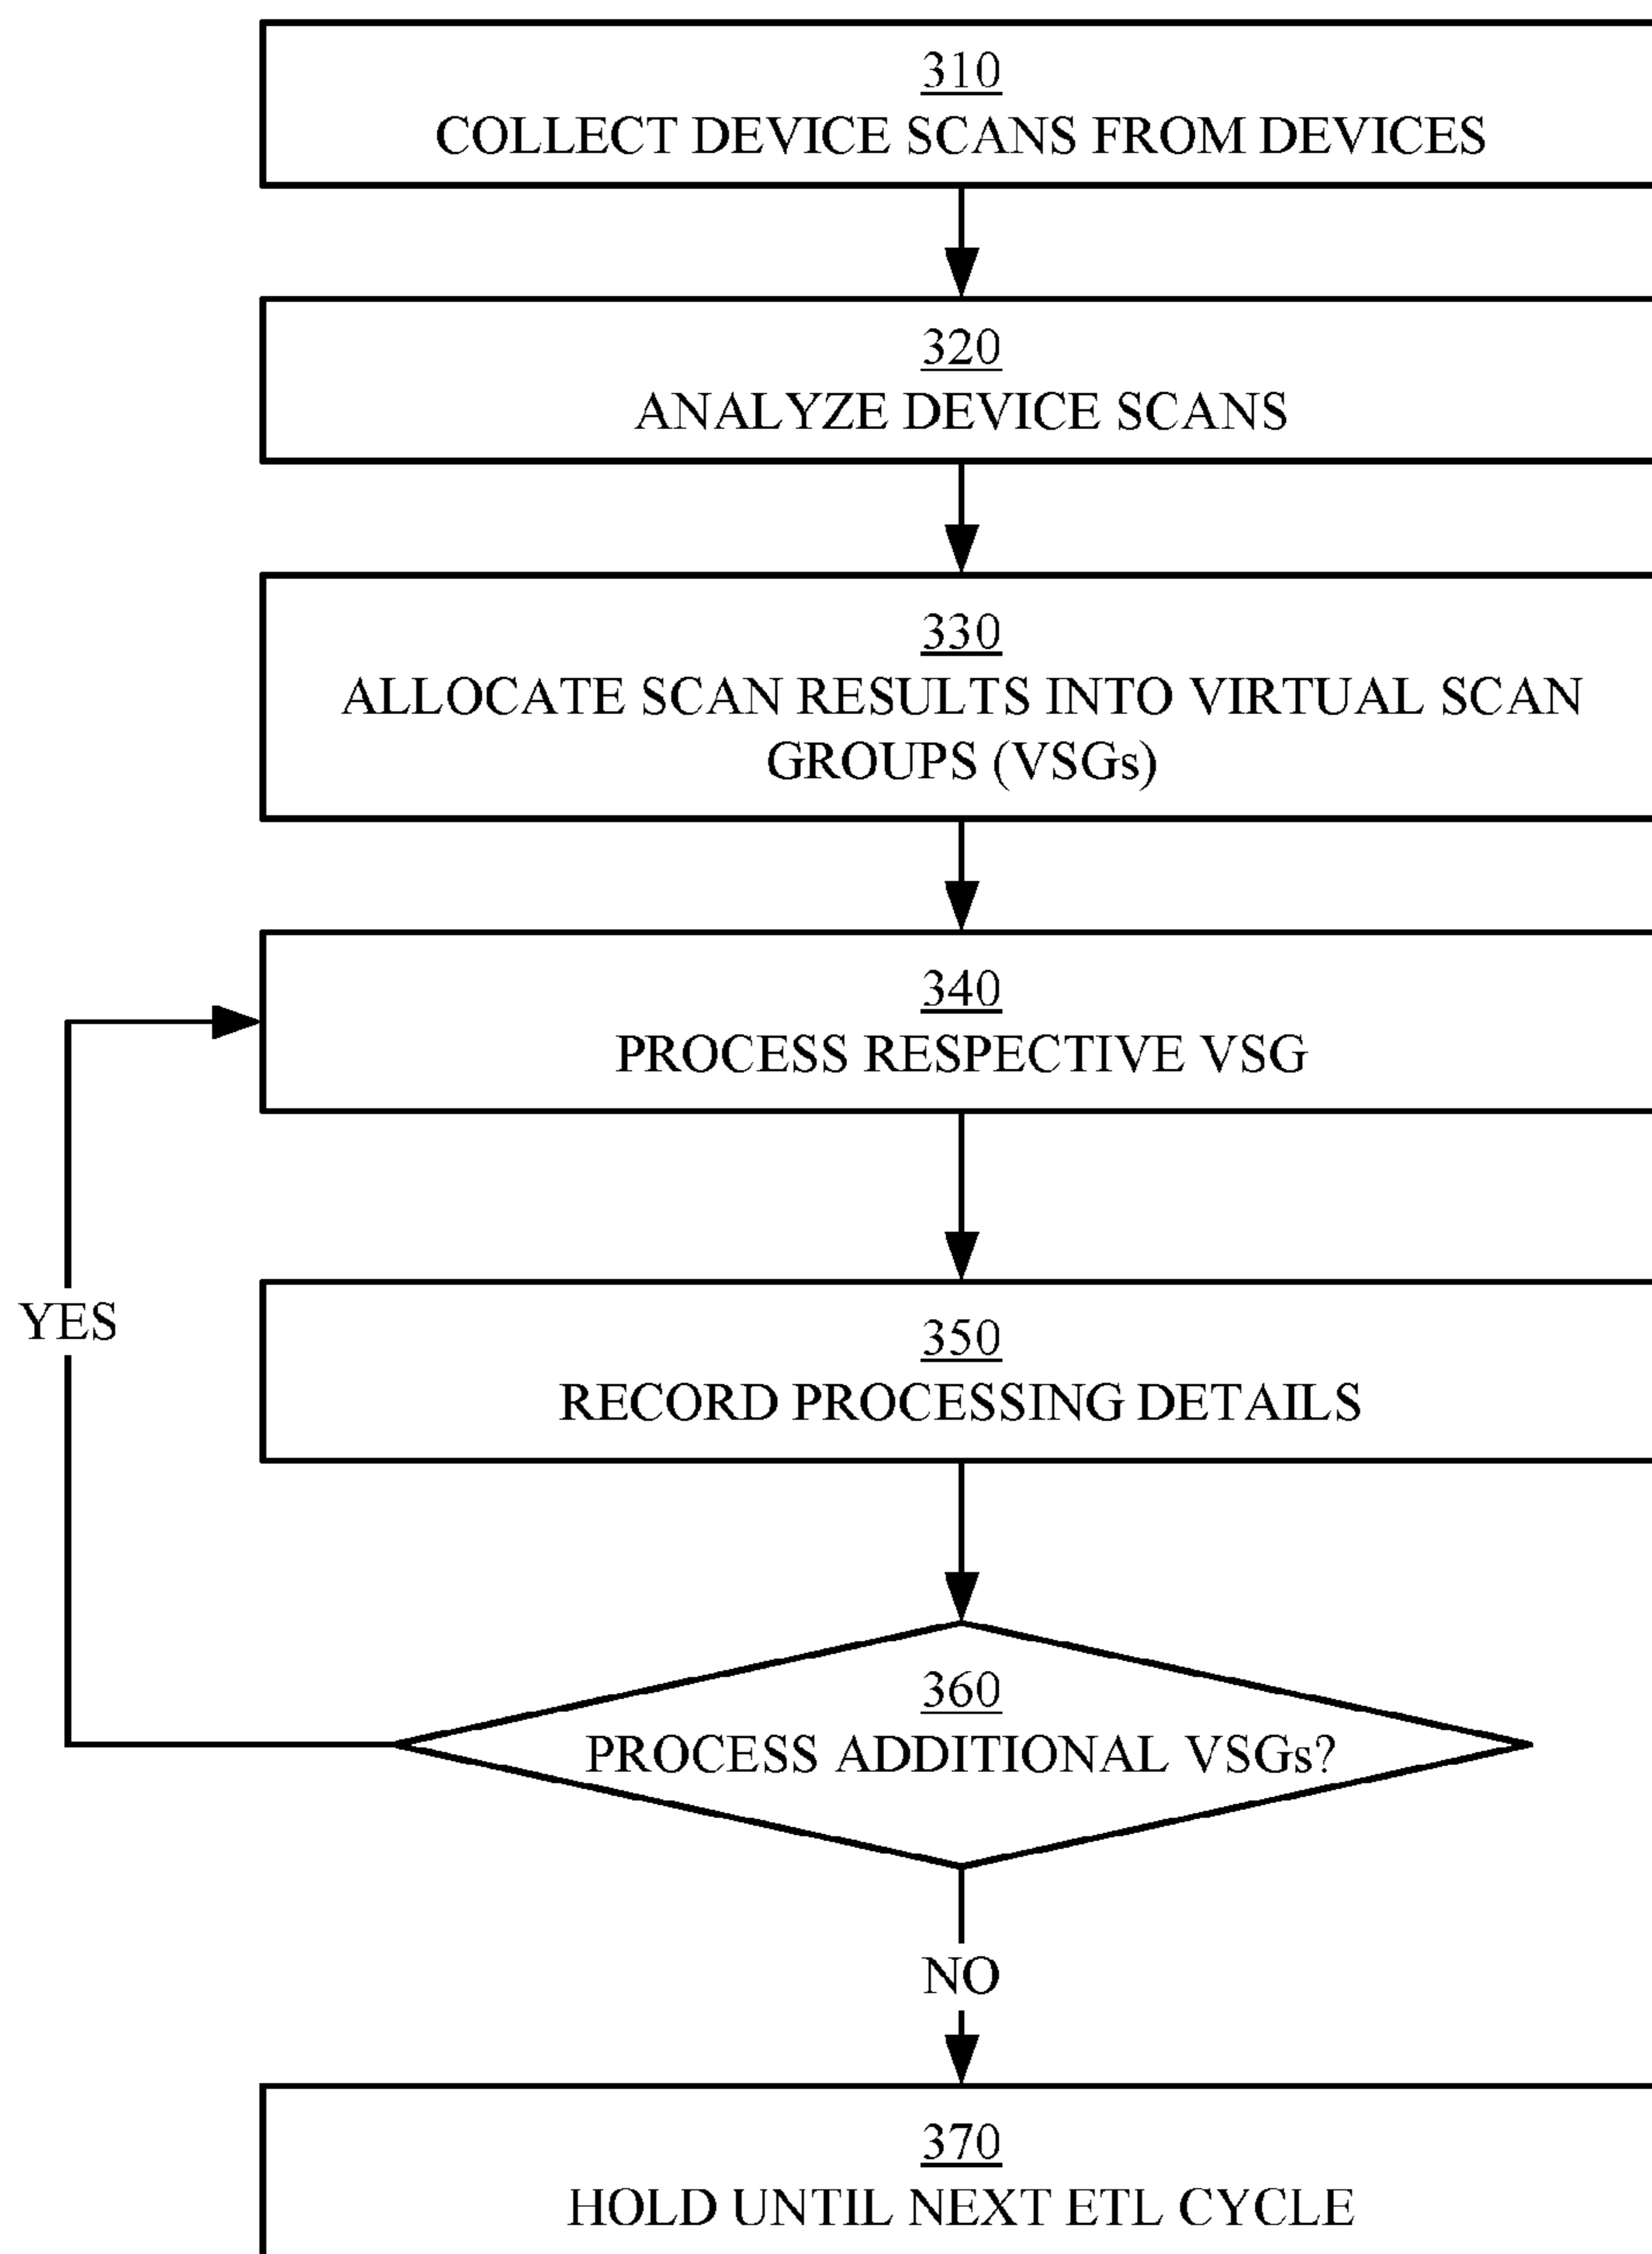 310
COLLECT DEVICE SCANS FROM DEVICES
320
ANALYZE DEVICE SCANS
330
ALLOCATE SCAN RESULTS INTO VIRTUAL SCAN
GROUPS (VSGs)
340
PROCESS RESPECTIVE VSG
YES
350
RECORD PROCESSING DETAILS
360
PROCESS ADDITIONAL VSGs?
NO
370
HOLD UNTIL NEXT ETL CYCLE